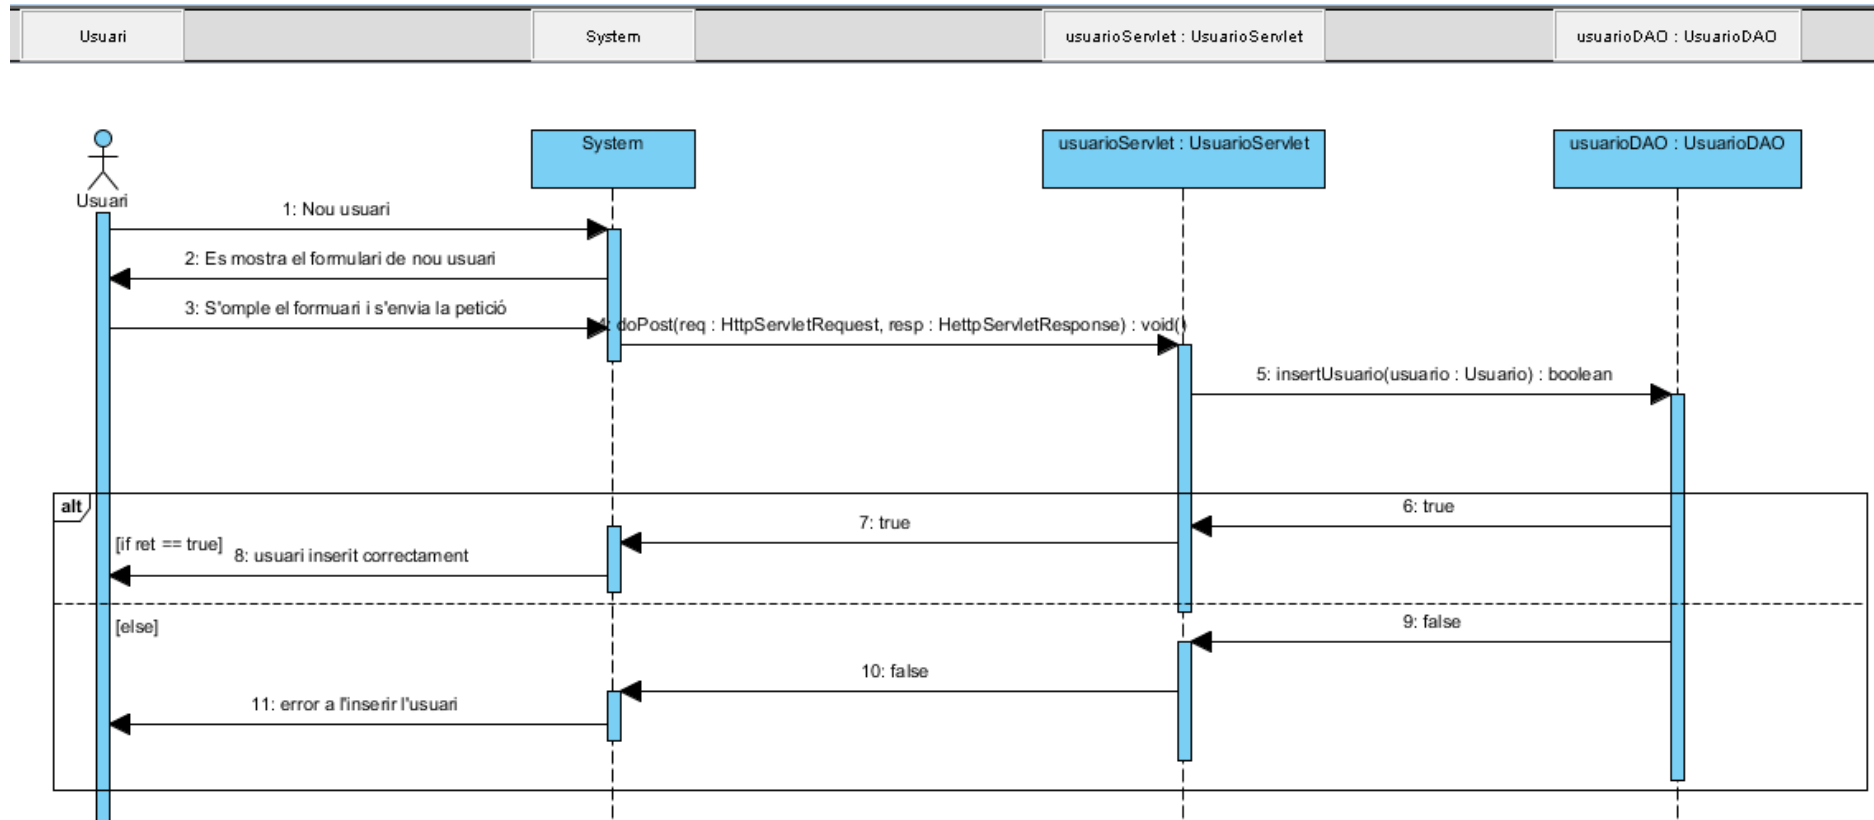 Usuari
System
usuarioServlet : UsuarioServlet
usuarioDAO : UsuarioDAO
System
usuarioServlet : UsuarioServlet
usuarioDAO : UsuarioDAO
Usuari
1: Nou usuari
2: Es mostra el formulari de nou usuari
3: S'omple el formuari i s'envia la petició
4: doPost(req : HttpServletRequest, resp : HettpServletResponse) : void()
5: insertUsuario(usuario : Usuario) : boolean
alt
6: true
7: true
[if ret == true]
8: usuari inserit correctament
[else]
9: false
10: false
11: error a l'inserir l'usuari